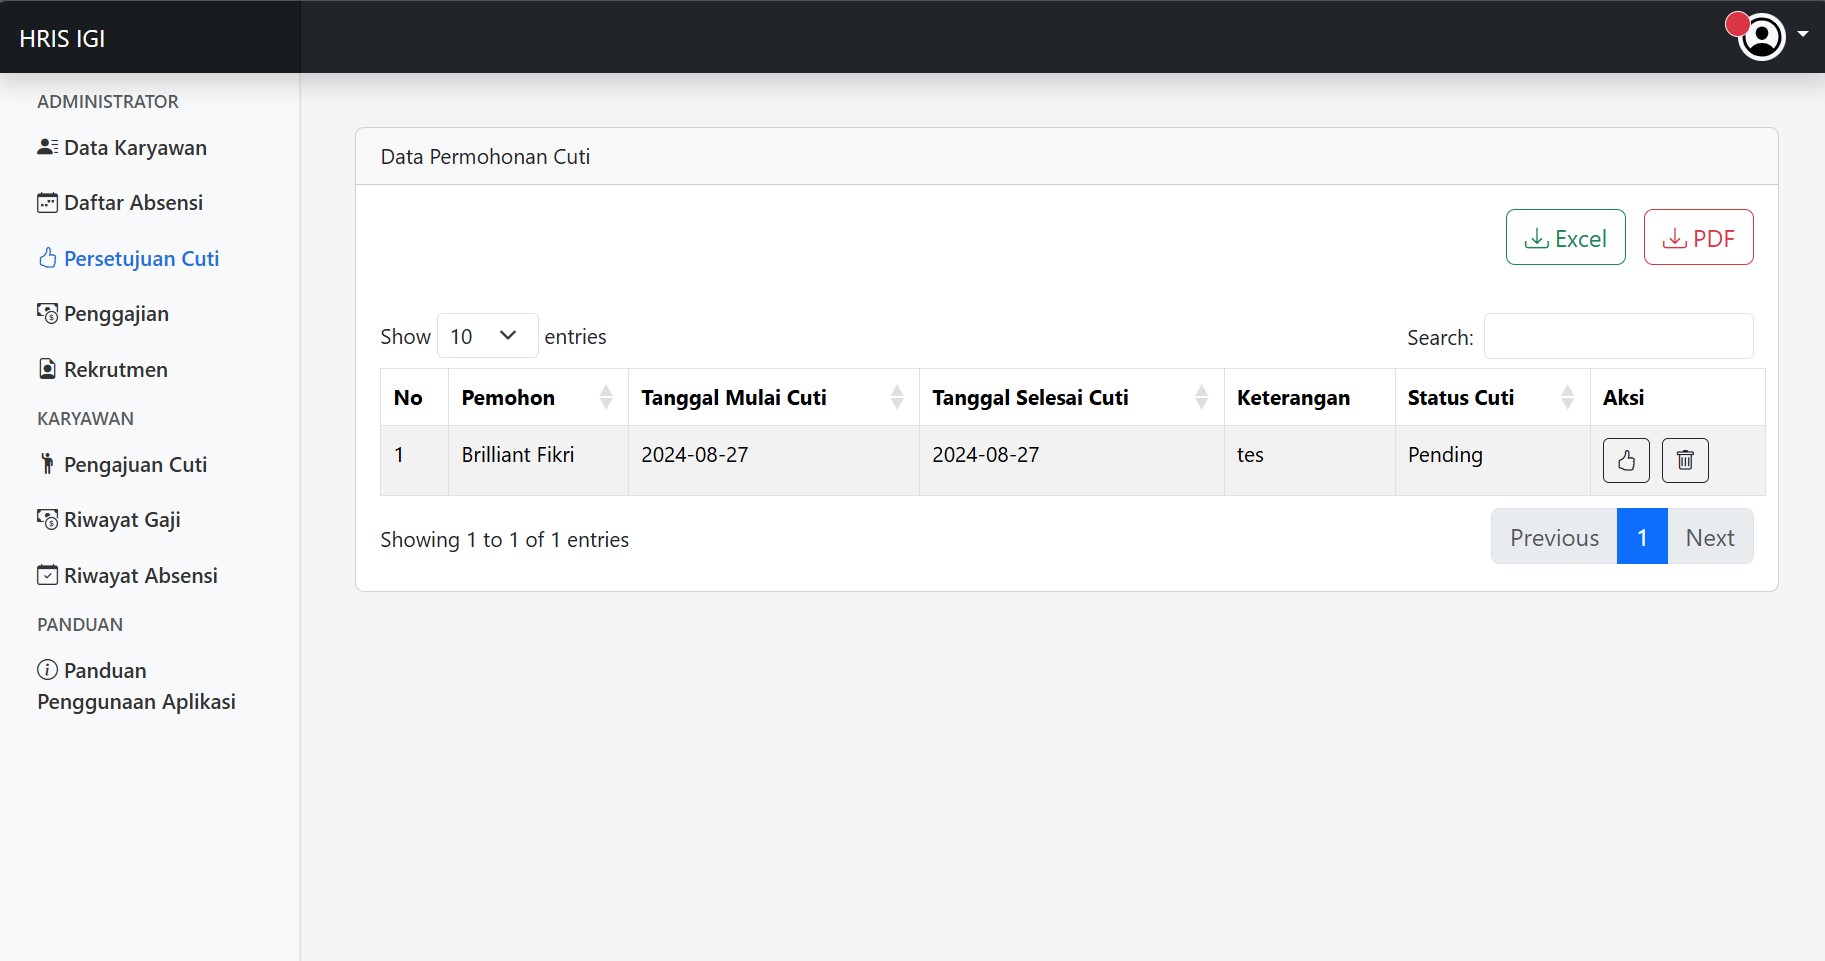 HRIS IGI
ADMINISTRATOR
Data Karyawan
Daftar Absensi
Persetujuan Cuti
Penggajian
Rekrutmen
KARYAWAN
Pengajuan Cuti
Riwayat Gaji
Riwayat Absensi
PANDUAN
Panduan
Penggunaan Aplikasi
Data Permohonan Cuti
Excel PDF
Show 10 entries Search:
No Pemohon Tanggal Mulai Cuti Tanggal Selesai Cuti Keterangan Status Cuti Aksi
1 Brilliant Fikri 2024-08-27 2024-08-27 tes Pending
Showing 1 to 1 of 1 entries Previous 1 Next